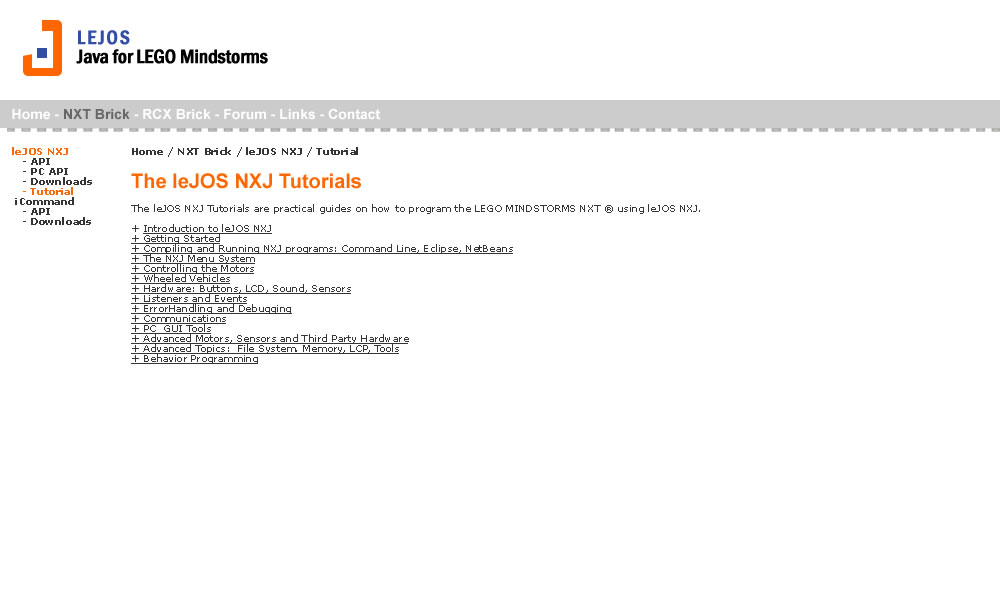 LEJOS
Java for LEGO Mindstorms
Home - NXT Brick - RCX Brick - Forum - Links - Contact
leJOS NXJ
- API
- PC API
- Downloads
- Tutorial
iCommand
- API
- Downloads
Home / NXT Brick / leJOS NXJ / Tutorial
The leJOS NXJ Tutorials
The leJOS NXJ Tutorials are practical guides on how to program the LEGO MINDSTORMS NXT ® using leJOS NXJ.
+ Introduction to leJOS NXJ
+ Getting Started
+ Compiling and Running NXJ programs: Command Line, Eclipse, NetBeans
+ The NXJ Menu System
+ Controlling the Motors
+ Wheeled Vehicles
+ Hardware: Buttons, LCD, Sound, Sensors
+ Listeners and Events
+ ErrorHandling and Debugging
+ Communications
+ PC GUI Tools
+ Advanced Motors, Sensors and Third Party Hardware
+ Advanced Topics: File System. Memory, LCP, Tools
+ Behavior Programming